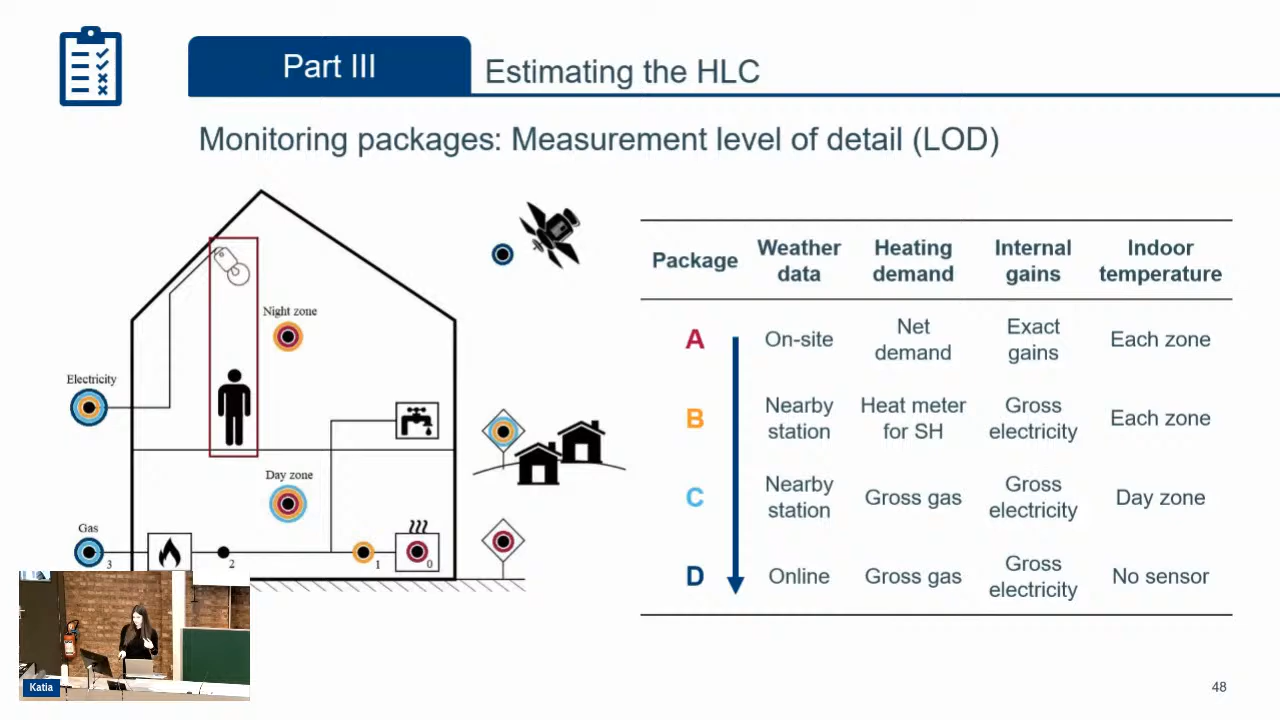 Part III
Estimating the HLC
Monitoring packages: Measurement level of detail (LOD)
Night zone
Electricity
Day zone
Gas
3
2
1
0
Package
Weather
data
Heating
demand
Internal
gains
Indoor
temperature
A
On-site
Net
demand
Exact
gains
Each zone
B
Nearby
station
Heat meter
for SH
Gross
electricity
Each zone
C
Nearby
station
Gross gas
Gross
electricity
Day zone
D
Online
Gross gas
Gross
electricity
No sensor
Katia
48